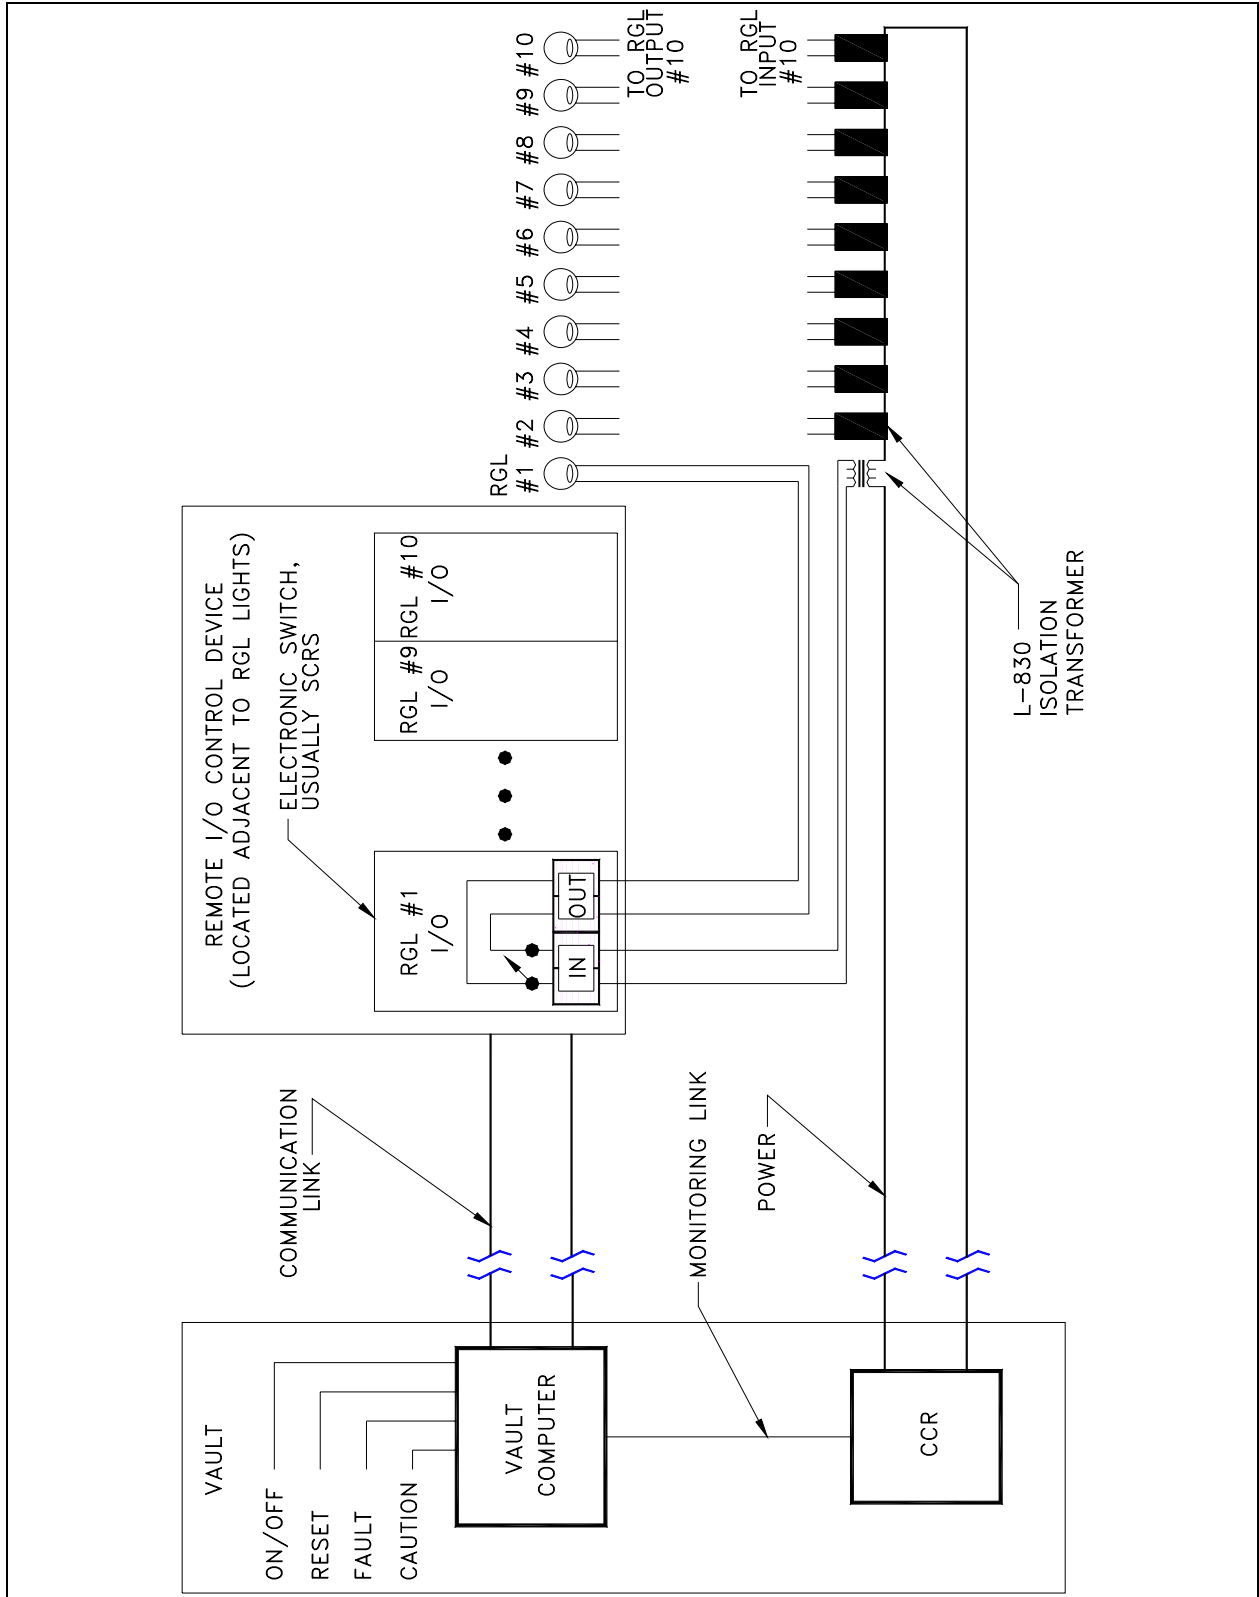 VAULT
ON/OFF
RESET
FAULT
CAUTION
VAULT
COMPUTER
CCR
COMMUNICATION
LINK
MONITORING LINK
POWER
REMOTE I/O CONTROL DEVICE
(LOCATED ADJACENT TO RGL LIGHTS)
ELECTRONIC SWITCH,
USUALLY SCRS
RGL #1
I/O
IN
OUT
RGL #9
I/O
RGL #10
I/O
RGL
#1
#2
#3
#4
#5
#6
#7
#8
#9
#10
TO RGL
OUTPUT
#10
TO RGL
INPUT
#10
L-830
ISOLATION
TRANSFORMER